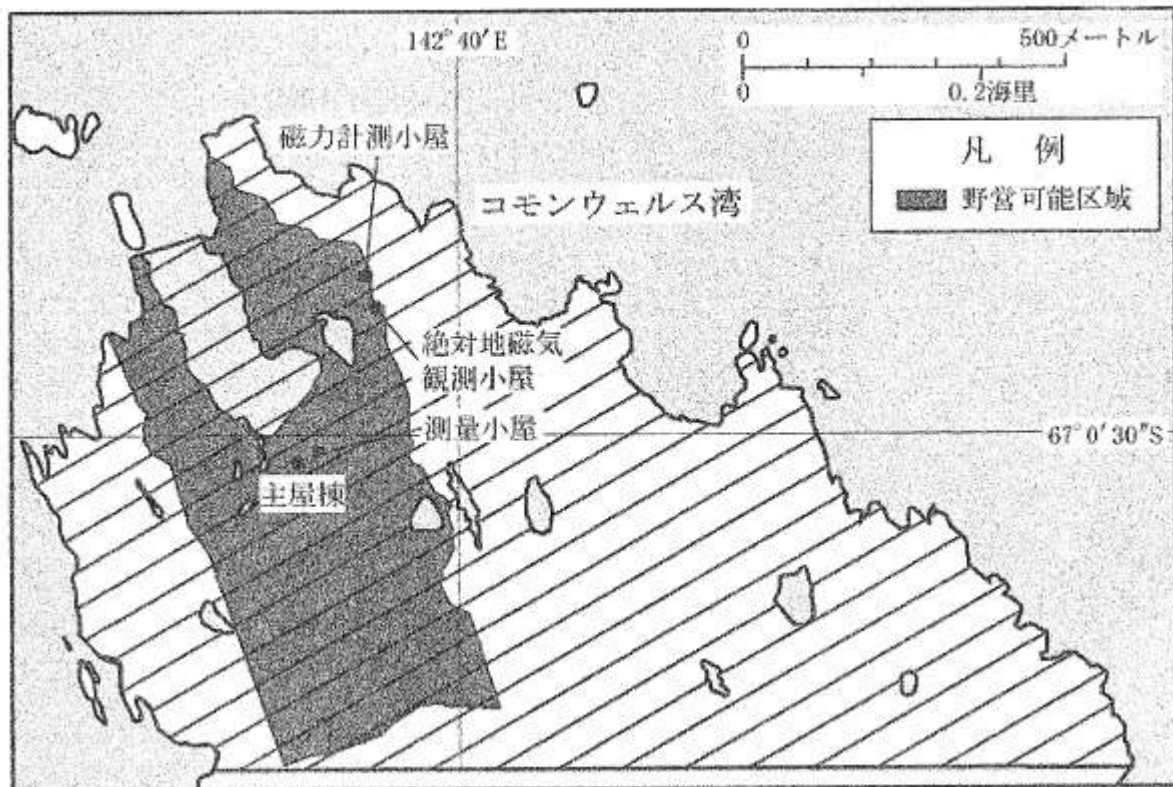 142°40′E
0 500メートル
0 0.2海里
磁力計測小屋
凡 例
野営可能区域
コモンウェルス湾
絶対地磁気
観測小屋
測量小屋
67°0′30″S
主屋棟